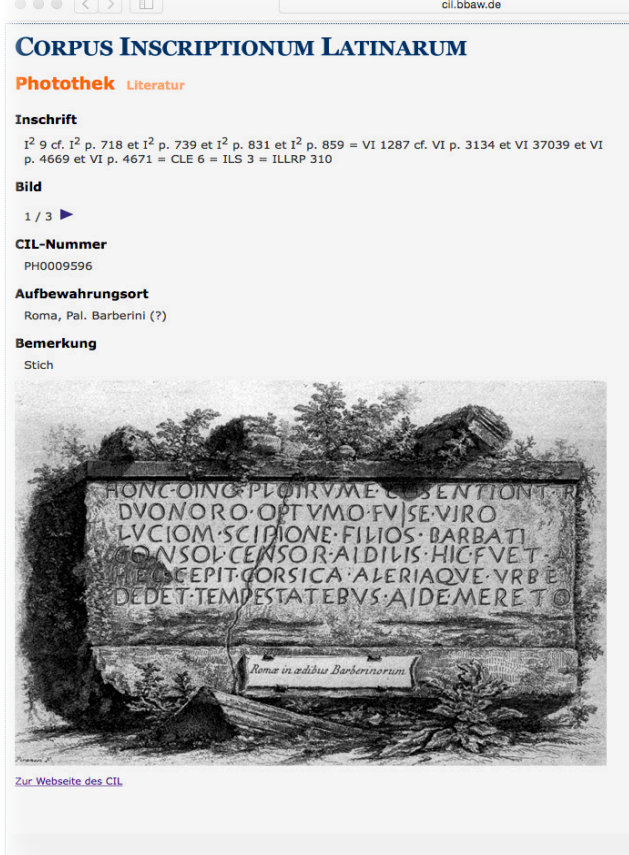 cil.bbaw.de
CORPUS INSCRIPTIONUM LATINARUM
Photothek Literatur
Inschrift
I² 9 cf. I² p. 718 et I² p. 739 et I² p. 831 et I² p. 859 = VI 1287 cf. VI p. 3134 et VI 37039 et VI
p. 4669 et VI p. 4671 = CLE 6 = ILS 3 = ILLRP 310
Bild
1 / 3
CIL-Nummer
PH0009596
Aufbewahrungsort
Roma, Pal. Barberini (?)
Bemerkung
Stich
HONC·OINO·PLOIRVME·COSENTIONT·R
DVONORO·OPTVMO·FVISE·VIRO
LVCIOM·SCIPIONE·FILIOS·BARBATI
CONSOL·CENSOR·AIDILIS·HIC·FVET·A
HEC·CEPIT·CORSICA·ALERIAQVE·VRBE
DEDET·TEMPESTATEBVS·AIDE·MERETO
Romæ in ædibus Barberinorum
Zur Webseite des CIL